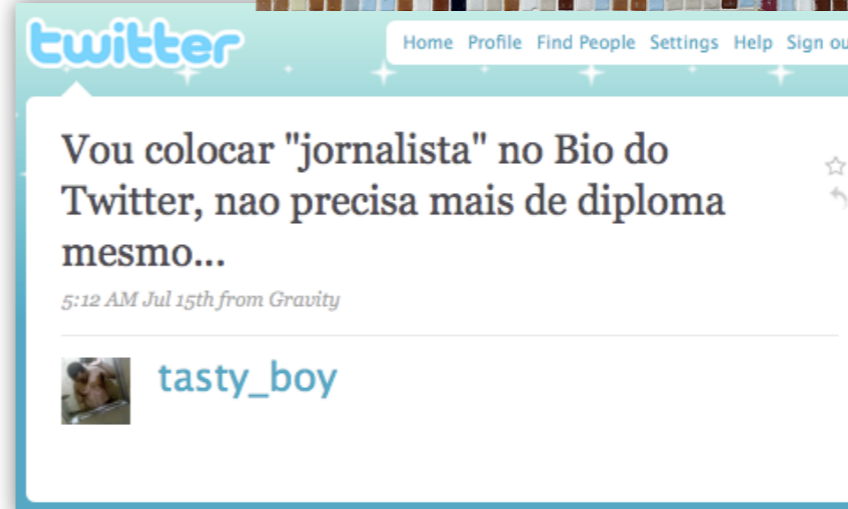 twitter
Home Profile Find People Settings Help Sign ou
Vou colocar "jornalista" no Bio do
Twitter, nao precisa mais de diploma
mesmo...
5:12 AM Jul 15th from Gravity
tasty_boy